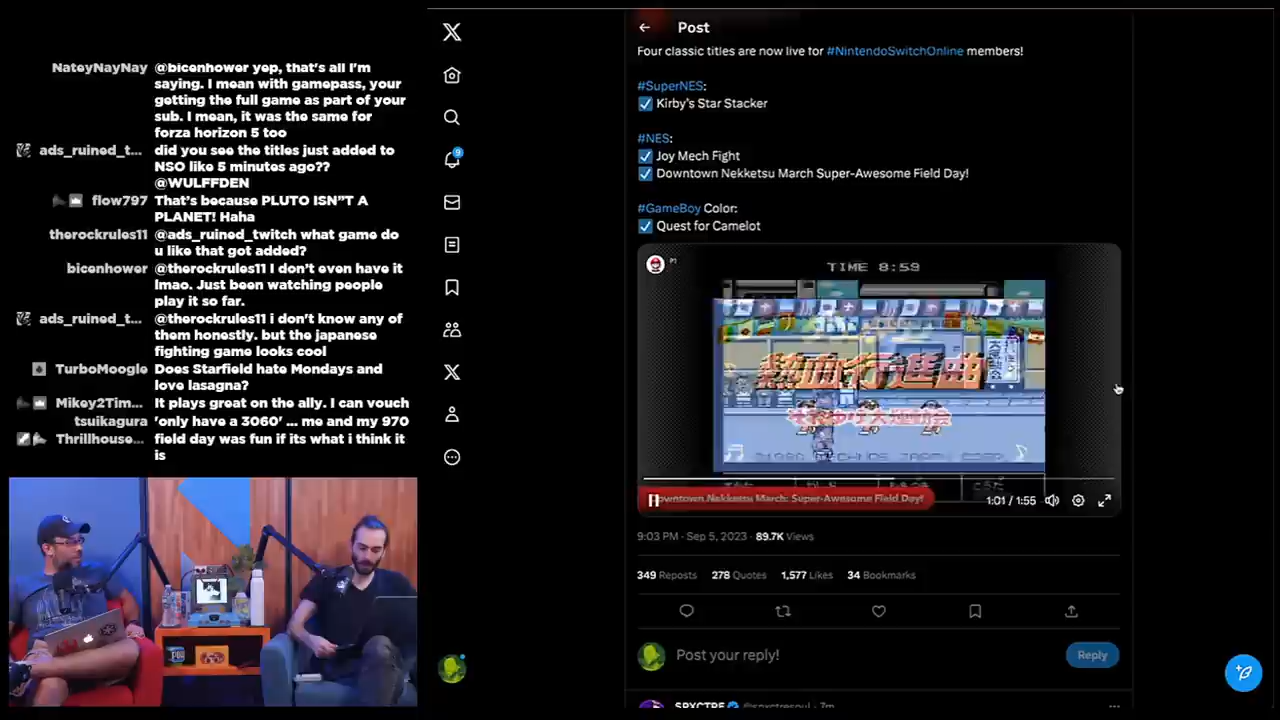 NateyNayNay @bicenhower yep, that's all I'm
saying. I mean with gamepass, your
getting the full game as part of your
sub. I mean, it was the same for
forza horizon 5 too
ads_ruined_t... did you see the titles just added to
NSO like 5 minutes ago??
@WULFFDEN
flow797 That's because PLUTO ISN"T A
PLANET! Haha
therockrules11 @ads_ruined_twitch what game do
u like that got added?
bicenhower @therockrules11 I don't even have it
lmao. Just been watching people
play it so far.
ads_ruined_t... @therockrules11 i don't know any of
them honestly. but the japanese
fighting game looks cool
TurboMoogle Does Starfield hate Mondays and
love lasagna?
Mikey2Tim... It plays great on the ally. I can vouch
tsuikagura 'only have a 3060' ... me and my 970
Thrillhouse... field day was fun if its what i think it
is
9
Post
Four classic titles are now live for #NintendoSwitchOnline members!
#SuperNES:
Kirby's Star Stacker
#NES:
Joy Mech Fight
Downtown Nekketsu March Super-Awesome Field Day!
#GameBoy Color:
Quest for Camelot
P1
TIME 8:59
熱血行進曲
Downtown Nekketsu March: Super-Awesome Field Day!
1:01 / 1:55
9:03 PM · Sep 5, 2023 · 89.7K Views
349 Reposts 278 Quotes 1,577 Likes 34 Bookmarks
Post your reply!
Reply
SPXCTRE @spxctresoul · 7m